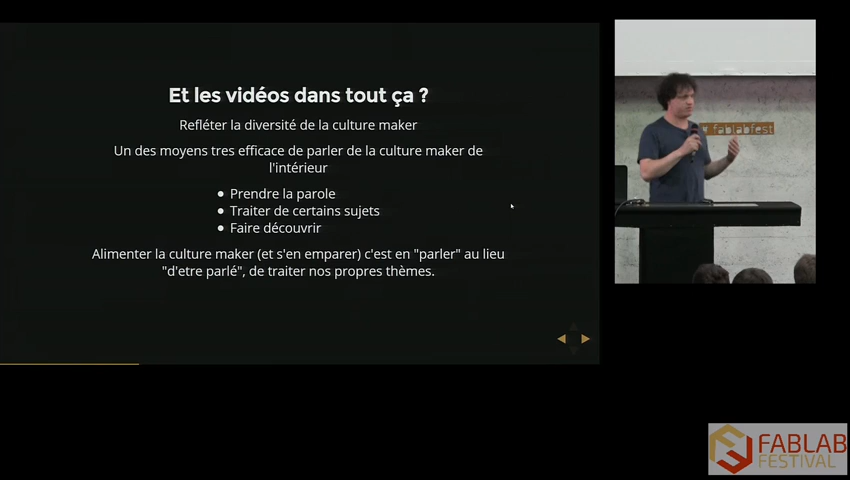 Et les vidéos dans tout ça ?
Refléter la diversité de la culture maker
Un des moyens tres efficace de parler de la culture maker de
l'intérieur
Prendre la parole
Traiter de certains sujets
Faire découvrir
Alimenter la culture maker (et s'en emparer) c'est en "parler" au lieu
"d'etre parlé", de traiter nos propres thèmes.
fablabfest
FABLAB
FESTIVAL